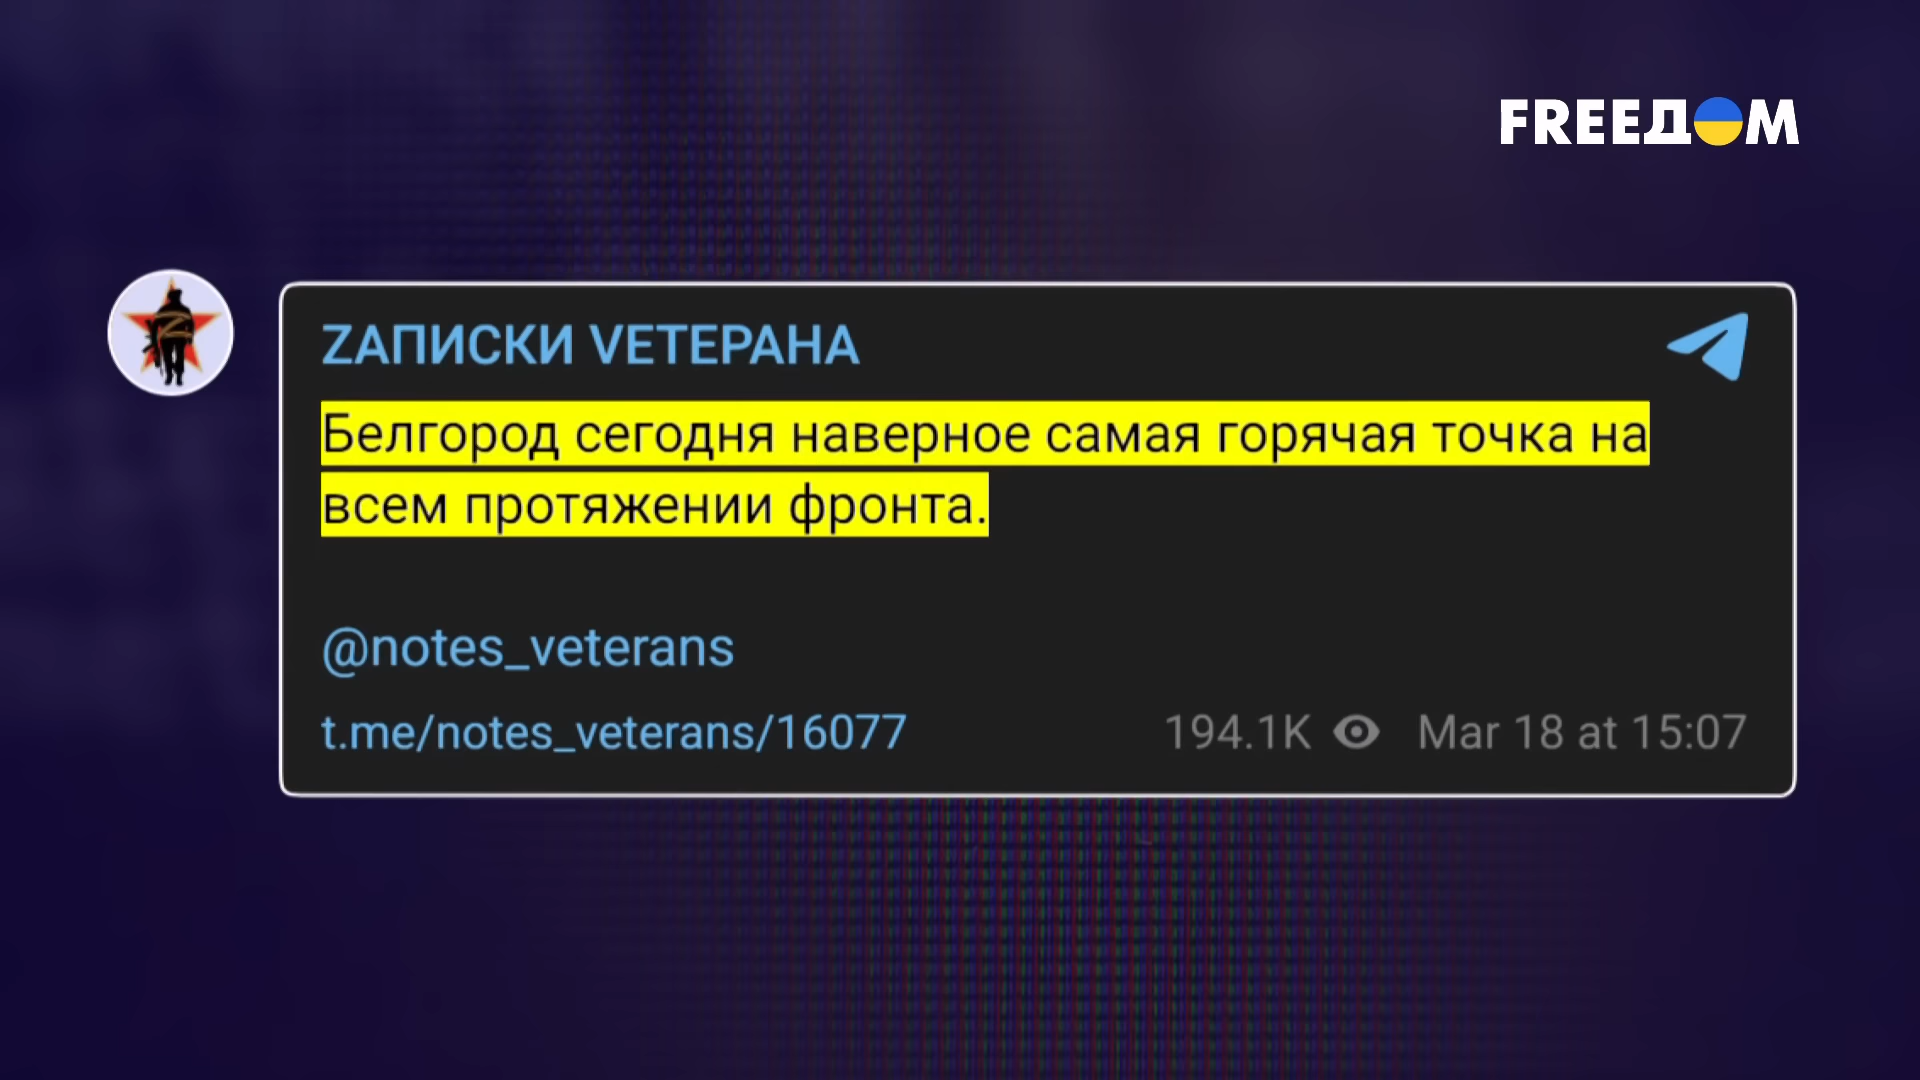 FREEДОM
ZАПИСКИ VЕТЕРАНА
Белгород сегодня наверное самая горячая точка на
всем протяжении фронта.
@notes_veterans
t.me/notes_veterans/16077 194.1K Mar 18 at 15:07